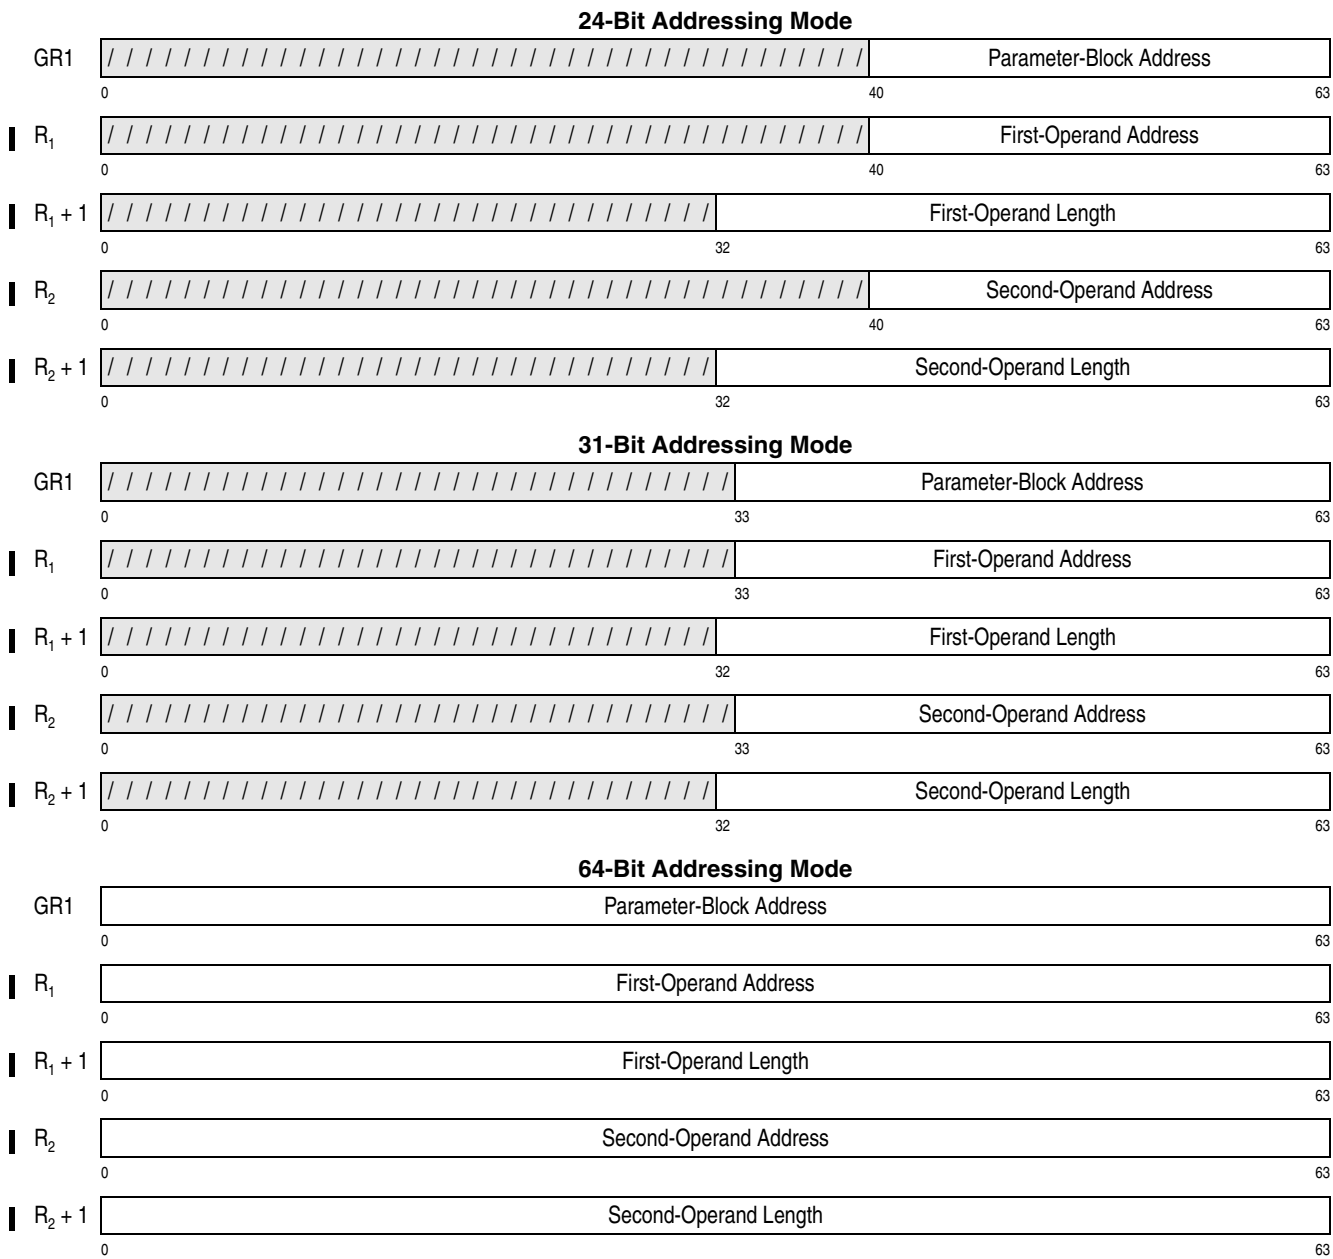 24-Bit Addressing Mode
GR1 / / / / / / / / / / / / / / / / / / / / / / / / / / / / / / / / / / / / / / / / Parameter-Block Address
0 40 63
R₁ / / / / / / / / / / / / / / / / / / / / / / / / / / / / / / / / / / / / / / / / First-Operand Address
0 40 63
R₁ + 1 / / / / / / / / / / / / / / / / / / / / / / / / / / / / / / / / First-Operand Length
0 32 63
R₂ / / / / / / / / / / / / / / / / / / / / / / / / / / / / / / / / / / / / / / / / Second-Operand Address
0 40 63
R₂ + 1 / / / / / / / / / / / / / / / / / / / / / / / / / / / / / / / / Second-Operand Length
0 32 63
31-Bit Addressing Mode
GR1 / / / / / / / / / / / / / / / / / / / / / / / / / / / / / / / / / Parameter-Block Address
0 33 63
R₁ / / / / / / / / / / / / / / / / / / / / / / / / / / / / / / / / / First-Operand Address
0 33 63
R₁ + 1 / / / / / / / / / / / / / / / / / / / / / / / / / / / / / / / / First-Operand Length
0 32 63
R₂ / / / / / / / / / / / / / / / / / / / / / / / / / / / / / / / / / Second-Operand Address
0 33 63
R₂ + 1 / / / / / / / / / / / / / / / / / / / / / / / / / / / / / / / / Second-Operand Length
0 32 63
64-Bit Addressing Mode
GR1 Parameter-Block Address
0 63
R₁ First-Operand Address
0 63
R₁ + 1 First-Operand Length
0 63
R₂ Second-Operand Address
0 63
R₂ + 1 Second-Operand Length
0 63